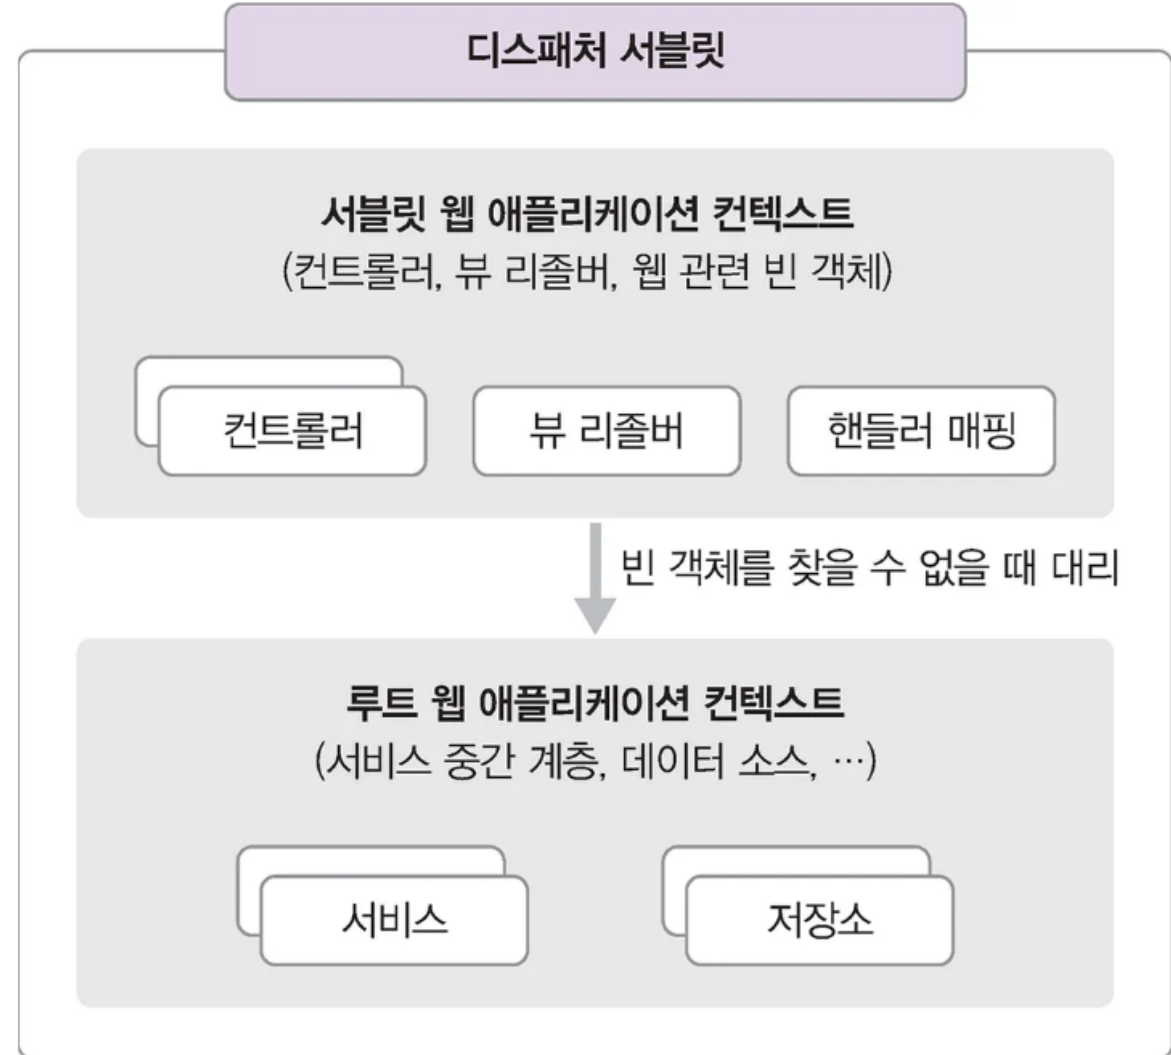 디스패처 서블릿
서블릿 웹 애플리케이션 컨텍스트
(컨트롤러, 뷰 리졸버, 웹 관련 빈 객체)
컨트롤러
뷰 리졸버
핸들러 매핑
빈 객체를 찾을 수 없을 때 대리
루트 웹 애플리케이션 컨텍스트
(서비스 중간 계층, 데이터 소스, …)
서비스
저장소